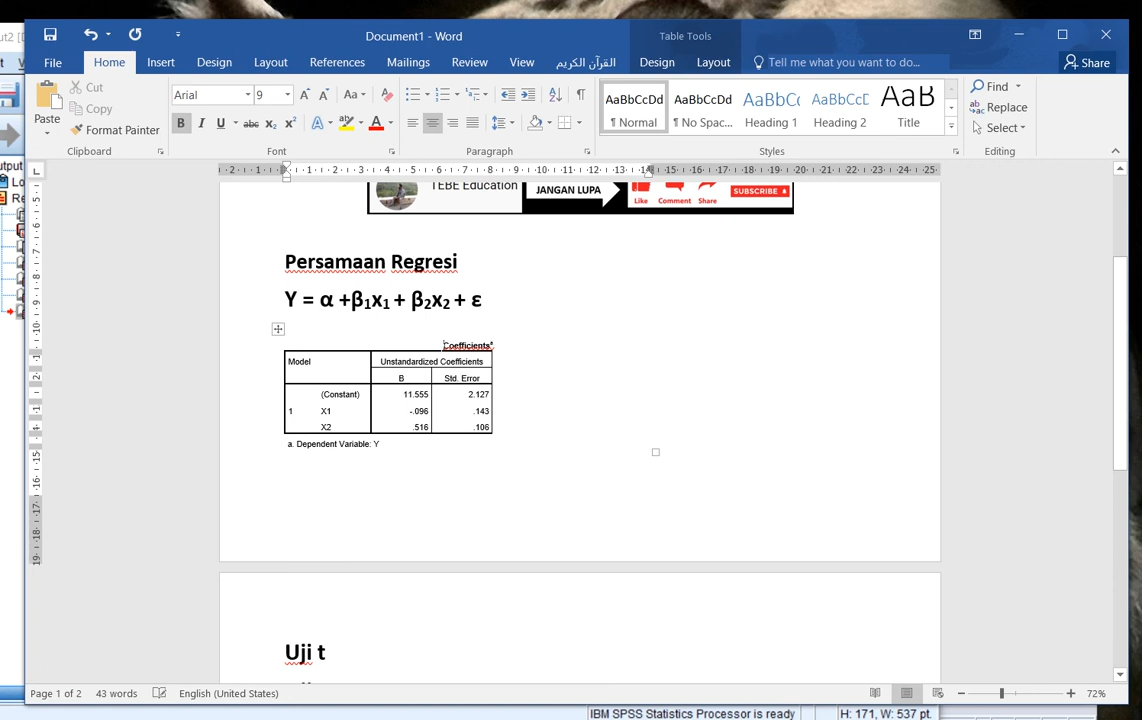 Document1 - Word
Table Tools
File Home Insert Design Layout References Mailings Review View القرآن الكريم Design Layout Tell me what you want to do... Share
Paste Cut Copy Format Painter
Clipboard
Arial 9
Font
Paragraph
AaBbCcDd AaBbCcDd AaBbCc AaBbCcD AaB
¶ Normal ¶ No Spac... Heading 1 Heading 2 Title
Styles
Find Replace Select
Editing
TEBE Education JANGAN LUPA Like Comment Share SUBSCRIBE
Persamaan Regresi
Y = α +β₁x₁ + β₂x₂ + ε
Coefficientsᵃ
Model Unstandardized Coefficients
B Std. Error
(Constant) 11.555 2.127
1 X1 -.096 .143
X2 .516 .106
a. Dependent Variable: Y
Uji t
Page 1 of 2 43 words English (United States) 72%
IBM SPSS Statistics Processor is ready H: 171, W: 537 pt.